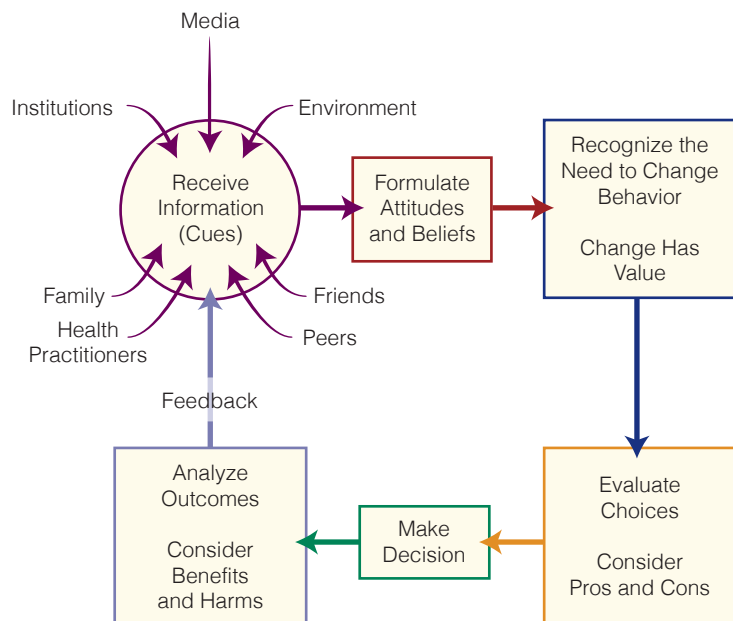 Media
Institutions
Environment
Receive
Information
(Cues)
Family
Health
Practitioners
Friends
Peers
Formulate
Attitudes
and Beliefs
Recognize the
Need to Change
Behavior
Change Has
Value
Evaluate
Choices
Consider
Pros and Cons
Make
Decision
Analyze
Outcomes
Consider
Benefits
and Harms
Feedback